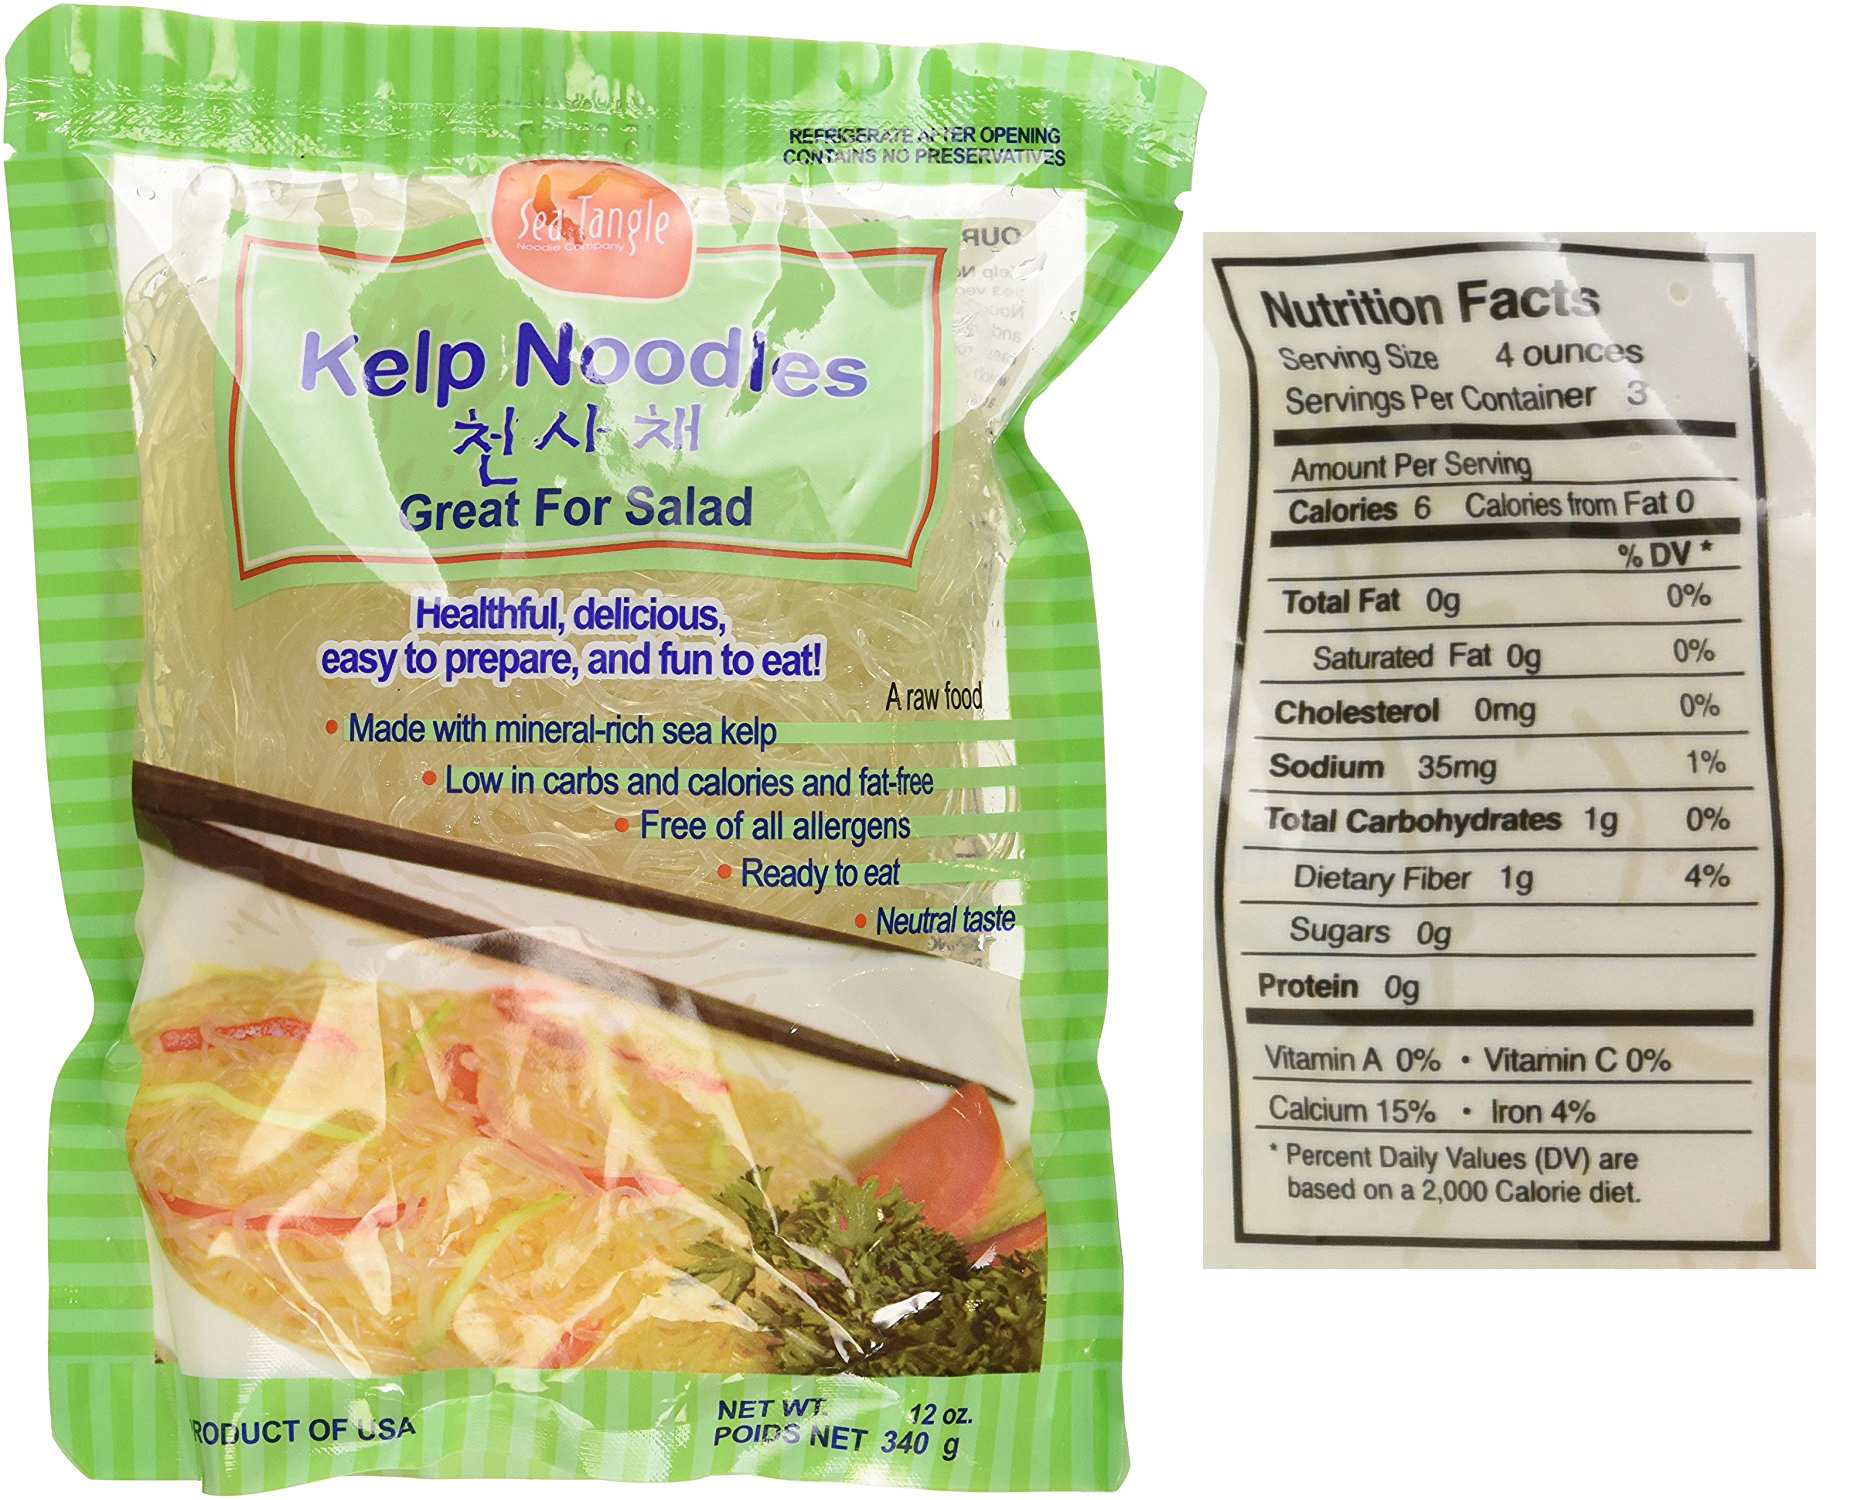 REFRIGERATE AFTER OPENING
CONTAINS NO PRESERVATIVES
Sea Tangle
Noodle Company
Kelp Noodles
천사채
Great For Salad
Healthful, delicious,
easy to prepare, and fun to eat!
A raw food
• Made with mineral-rich sea kelp
• Low in carbs and calories and fat-free
• Free of all allergens
• Ready to eat
• Neutral taste
RODUCT OF USA
NET WT. 12 oz.
POIDS NET 340 g
Nutrition Facts
Serving Size 4 ounces
Servings Per Container 3
Amount Per Serving
Calories 6 Calories from Fat 0
% DV *
Total Fat 0g 0%
Saturated Fat 0g 0%
Cholesterol 0mg 0%
Sodium 35mg 1%
Total Carbohydrates 1g 0%
Dietary Fiber 1g 4%
Sugars 0g
Protein 0g
Vitamin A 0% • Vitamin C 0%
Calcium 15% • Iron 4%
* Percent Daily Values (DV) are
based on a 2,000 Calorie diet.